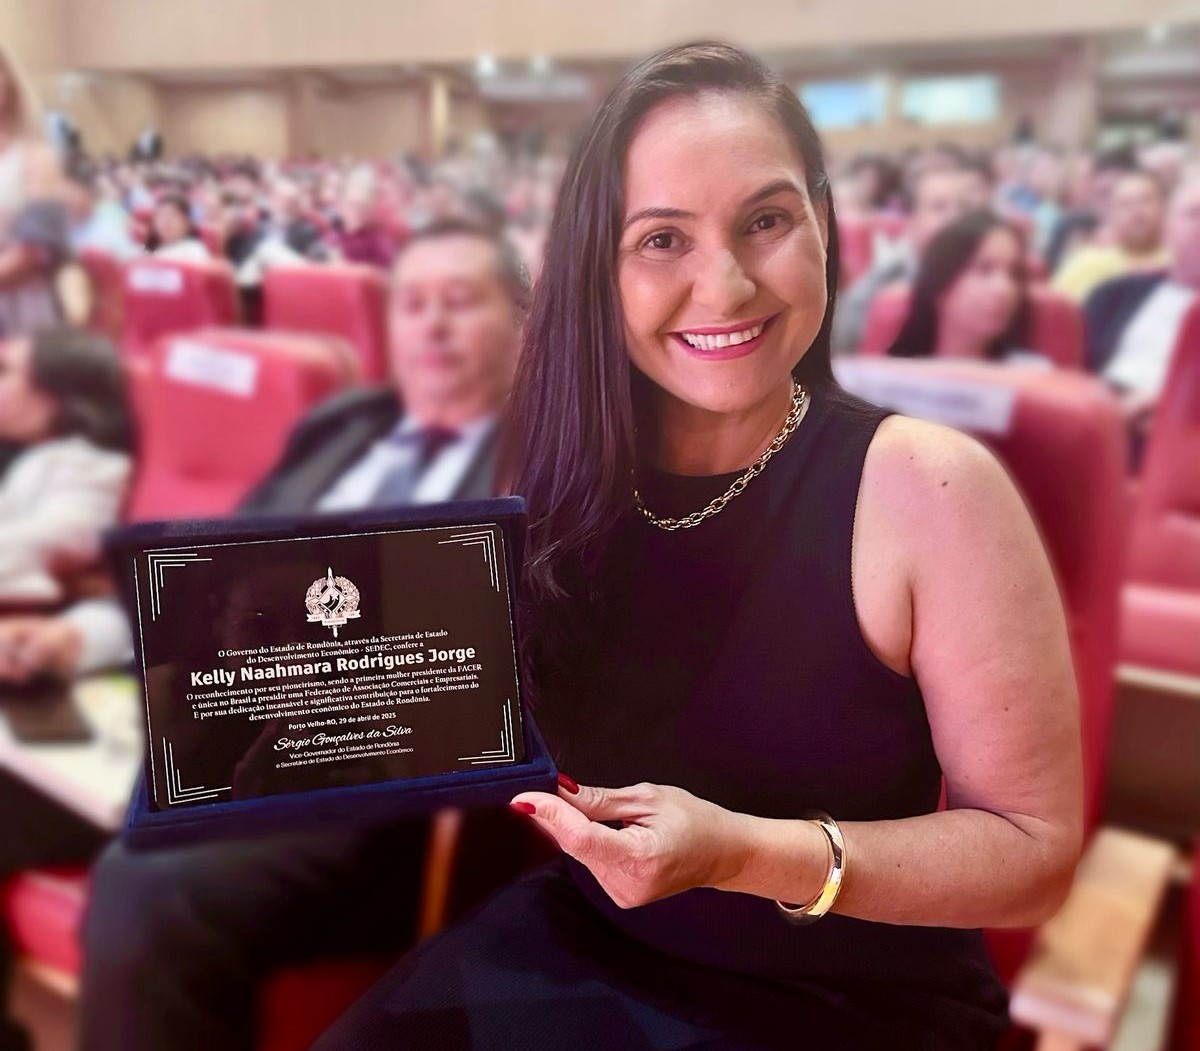 O Governo do Estado de Rondônia, através da Secretaria de Estado
do Desenvolvimento Econômico - SEDEC, confere a
Kelly Naahmara Rodrigues Jorge
O reconhecimento por seu pioneirismo, sendo a primeira mulher presidente da FACER
e única no Brasil a presidir uma Federação de Associação Comerciais e Empresariais.
E por sua dedicação incansável e significativa contribuição para o fortalecimento do
desenvolvimento econômico do Estado de Rondônia.
Porto Velho-RO, 29 de abril de 2025
Sérgio Gonçalves da Silva
Vice-Governador do Estado de Rondônia
e Secretário de Estado do Desenvolvimento Econômico